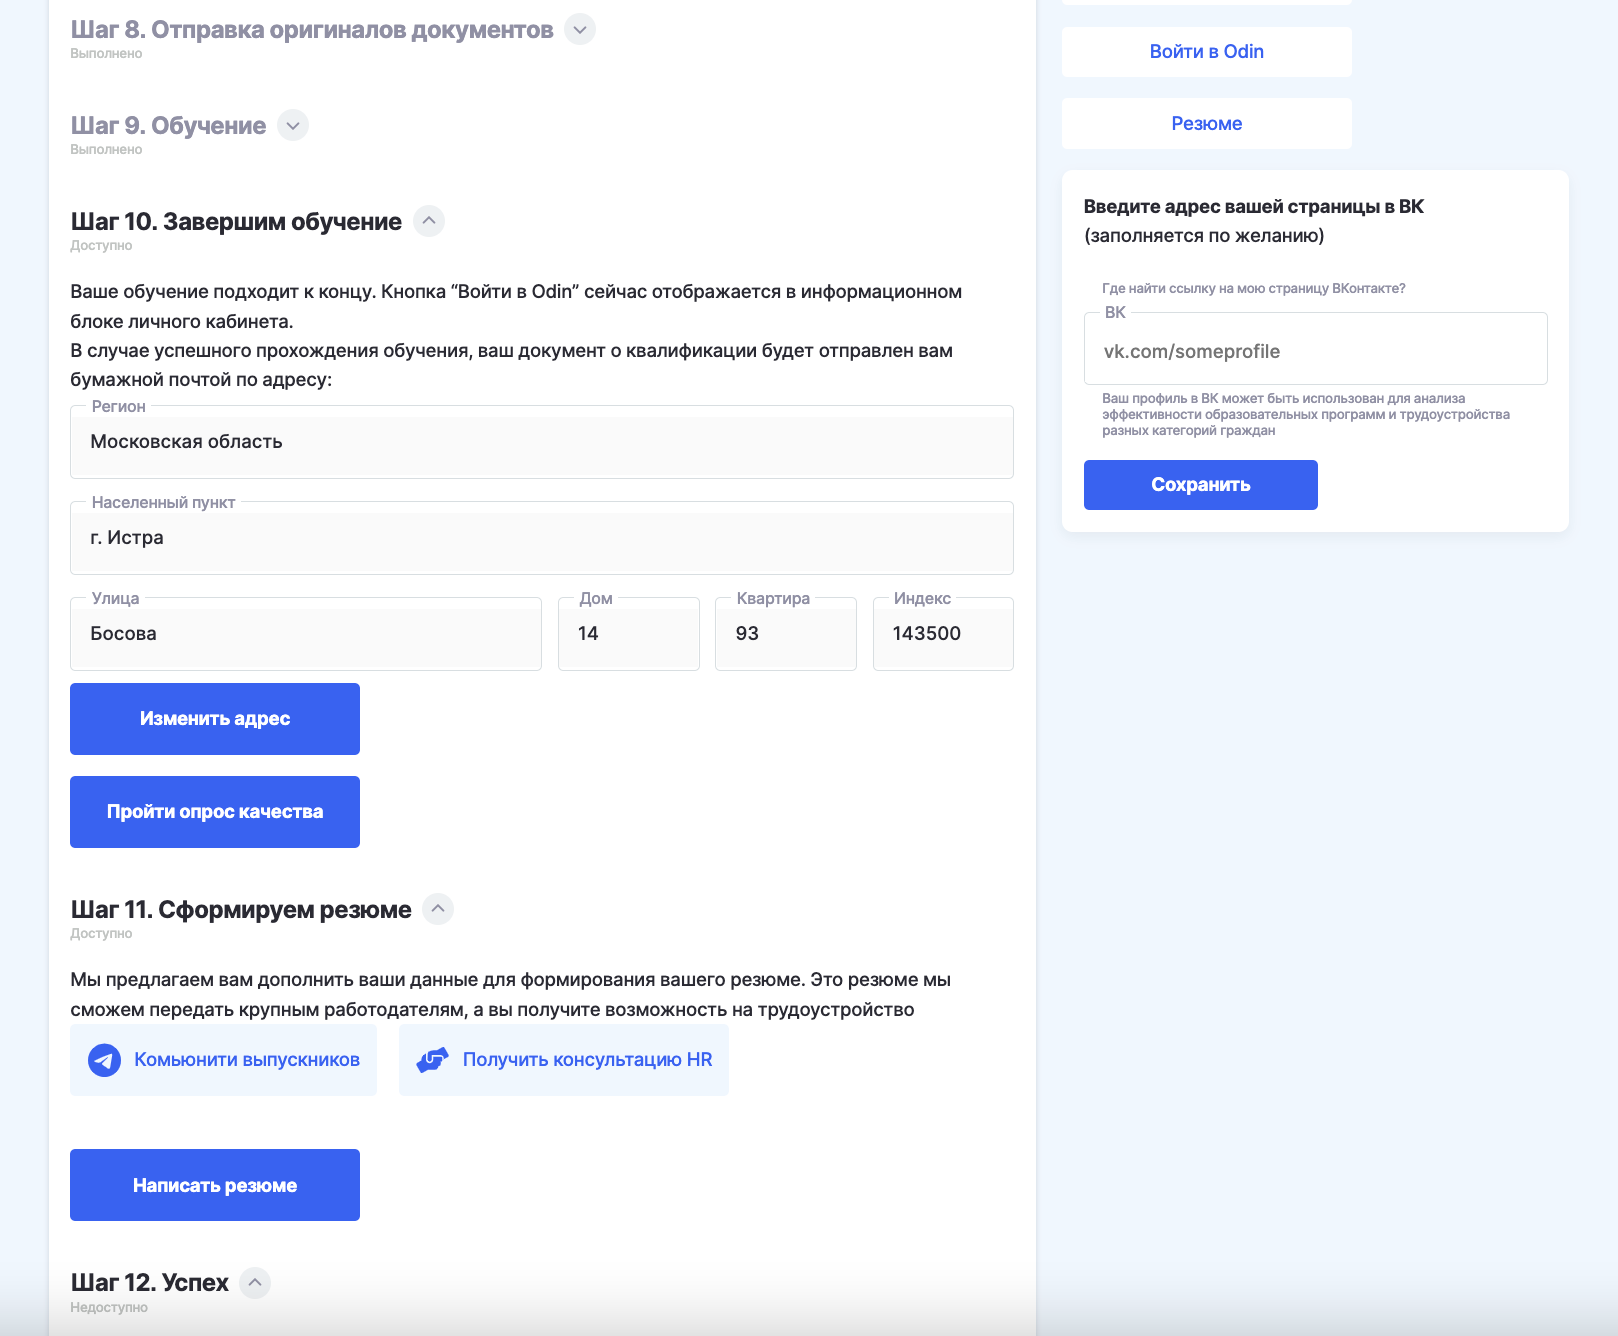 Шаг 8. Отправка оригиналов документов
Выполнено
Шаг 9. Обучение
Выполнено
Шаг 10. Завершим обучение
Доступно
Ваше обучение подходит к концу. Кнопка “Войти в Odin” сейчас отображается в информационном
блоке личного кабинета.
В случае успешного прохождения обучения, ваш документ о квалификации будет отправлен вам
бумажной почтой по адресу:
Регион
Московская область
Населенный пункт
г. Истра
Улица
Босова
Дом
14
Квартира
93
Индекс
143500
Изменить адрес
Пройти опрос качества
Шаг 11. Сформируем резюме
Доступно
Мы предлагаем вам дополнить ваши данные для формирования вашего резюме. Это резюме мы
сможем передать крупным работодателям, а вы получите возможность на трудоустройство
Комьюнити выпускников
Получить консультацию HR
Написать резюме
Шаг 12. Успех
Недоступно
Войти в Odin
Резюме
Введите адрес вашей страницы в ВК
(заполняется по желанию)
Где найти ссылку на мою страницу ВКонтакте?
ВК
vk.com/someprofile
Ваш профиль в ВК может быть использован для анализа
эффективности образовательных программ и трудоустройства
разных категорий граждан
Сохранить